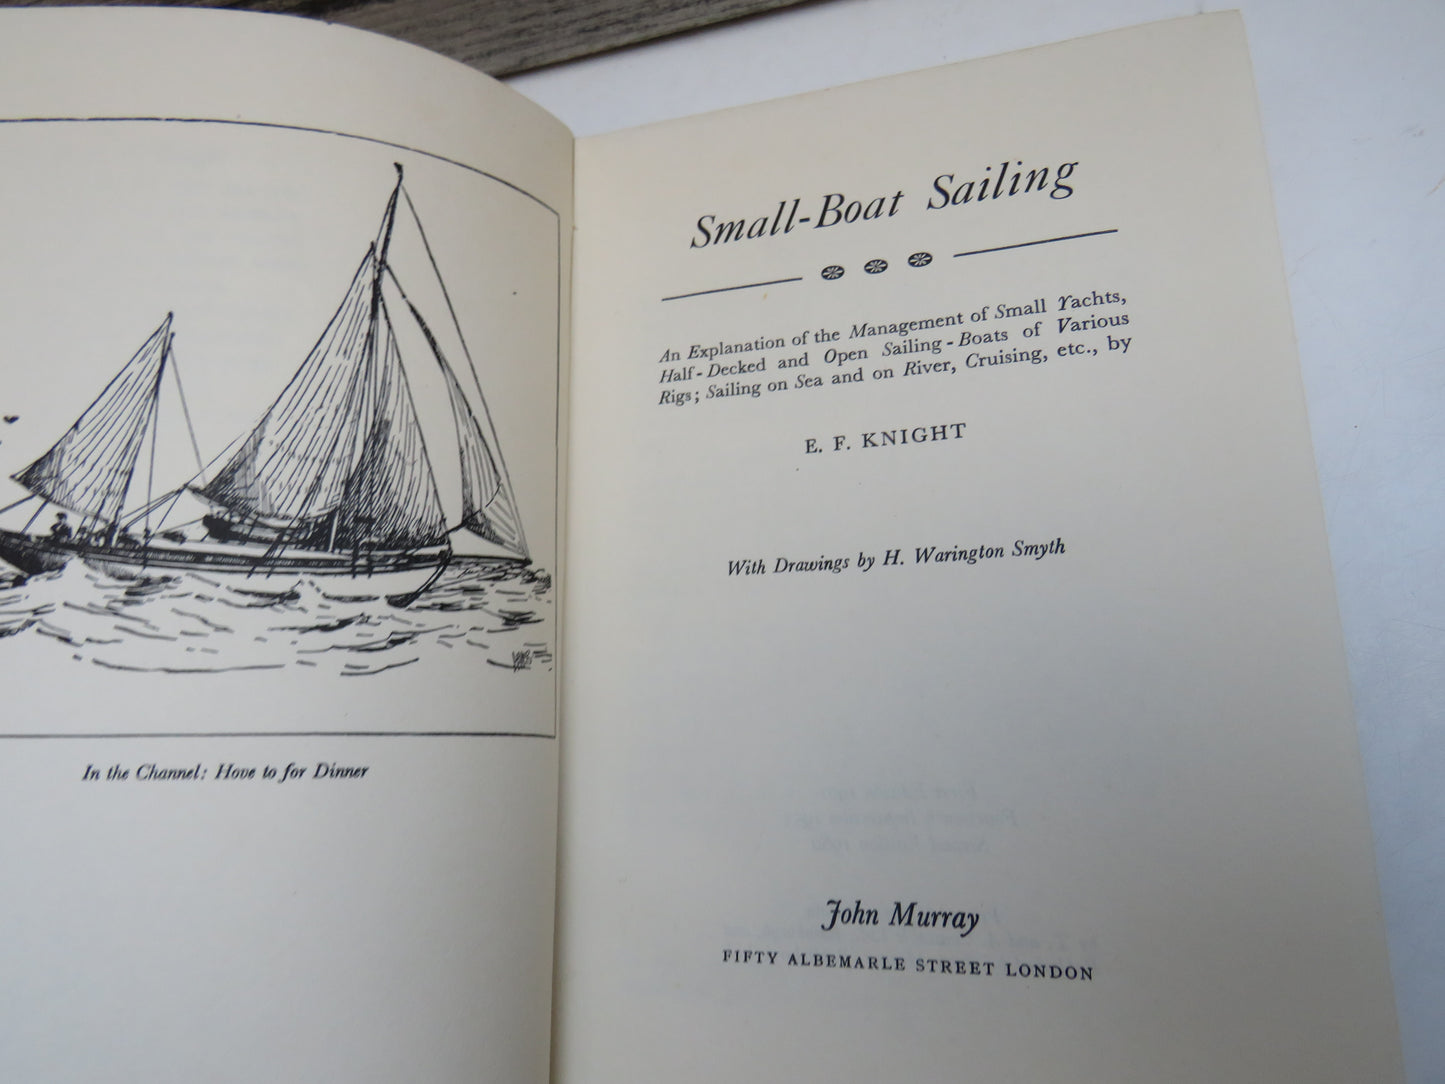 In the Channel: Hove to for Dinner
Small-Boat Sailing
An Explanation of the Management of Small Yachts,
Half-Decked and Open Sailing-Boats of Various
Rigs; Sailing on Sea and on River, Cruising, etc., by
E. F. KNIGHT
With Drawings by H. Warington Smyth
John Murray
FIFTY ALBEMARLE STREET LONDON